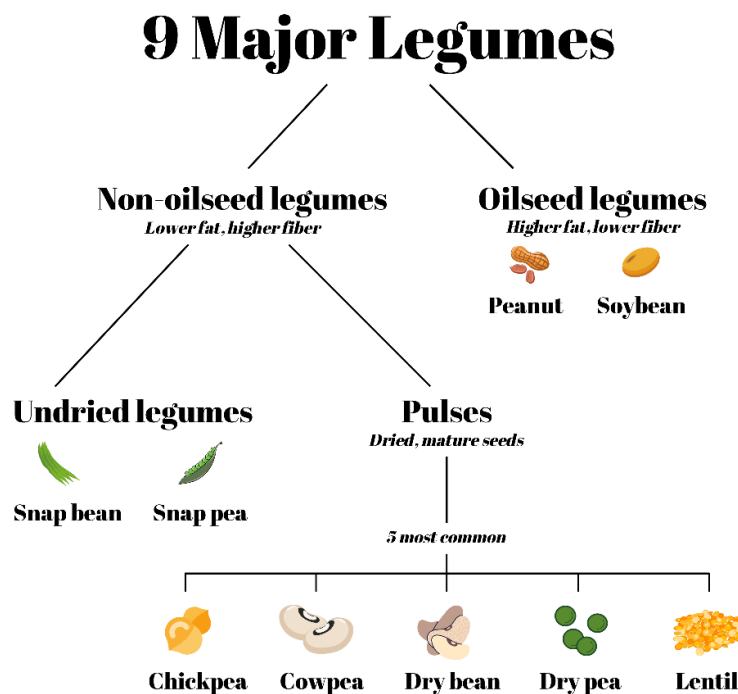 9 Major Legumes
Non-oilseed legumes
Lower fat, higher fiber
Oilseed legumes
Higher fat, lower fiber
Peanut
Soybean
Undried legumes
Snap bean
Snap pea
Pulses
Dried, mature seeds
5 most common
Chickpea
Cowpea
Dry bean
Dry pea
Lentil